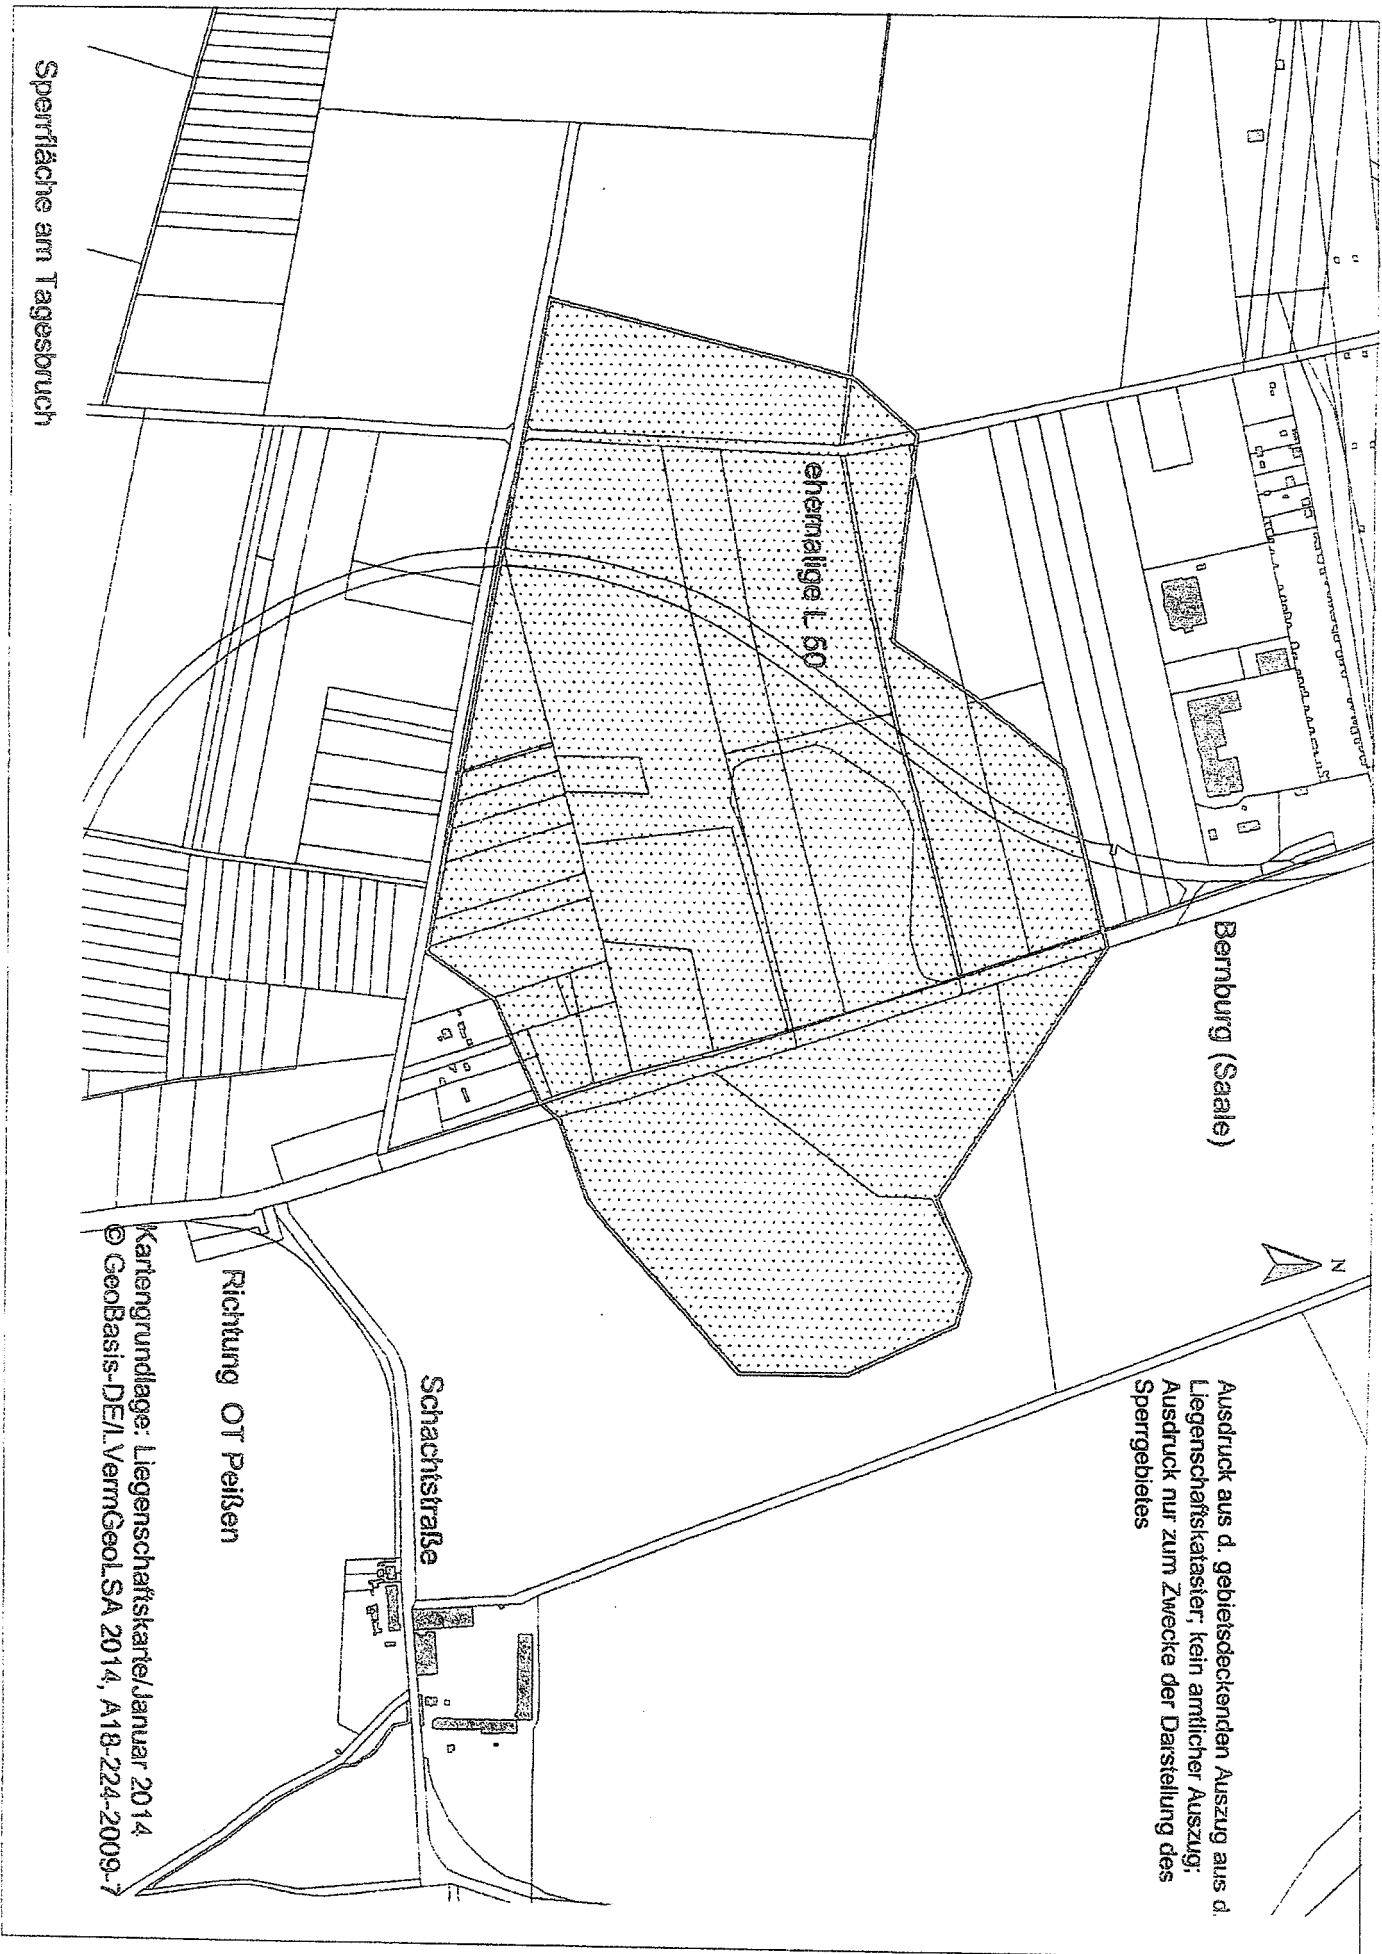 Bernburg (Saale)
N
Ausdruck aus d. gebietsdeckenden Auszug aus d.
Liegenschaftskataster; kein amtlicher Auszug;
Ausdruck nur zum Zwecke der Darstellung des
Sperrgebietes
ehemalige L 50
Schachtstraße
Richtung OT Peißen
Kartengrundlage: Liegenschaftskarte/Januar 2014
© GeoBasis-DE/LVermGeoLSA 2014, A18-224-2009-7
Sperrfläche am Tagesbruch